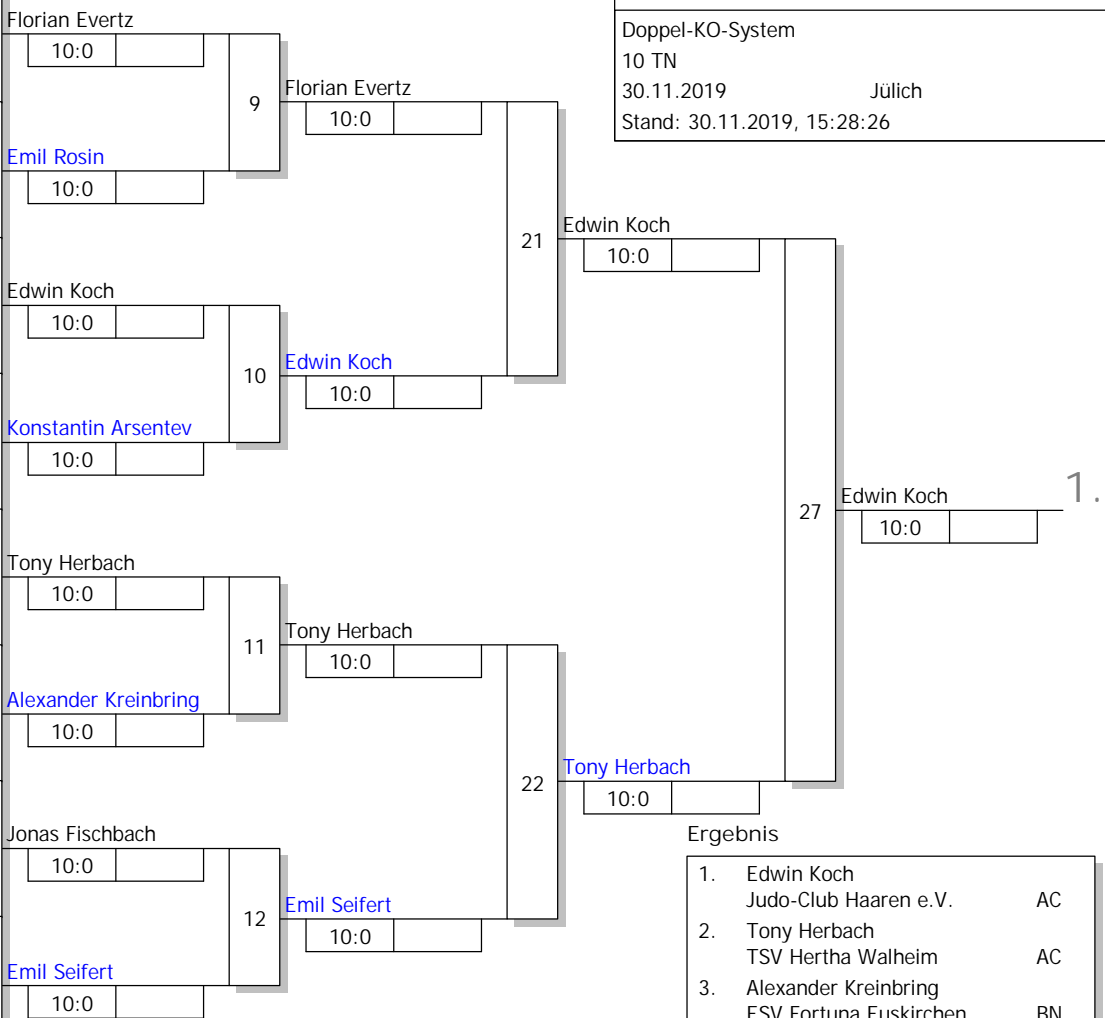 Doppel-KO-System
10 TN
30.11.2019 Jülich
Stand: 30.11.2019, 15:28:26
Florian Evertz
10:0
9
Emil Rosin
10:0
Edwin Koch
10:0
10
Konstantin Arsentev
10:0
Tony Herbach
10:0
11
Alexander Kreinbring
10:0
Jonas Fischbach
10:0
12
Emil Seifert
10:0
Florian Evertz
10:0
21
Edwin Koch
10:0
Tony Herbach
10:0
22
Emil Seifert
10:0
Edwin Koch
10:0
27
Tony Herbach
10:0
Edwin Koch 1.
10:0
Ergebnis
1. Edwin Koch
Judo-Club Haaren e.V. AC
2. Tony Herbach
TSV Hertha Walheim AC
3. Alexander Kreinbring
ESV Fortuna Euskirchen BN